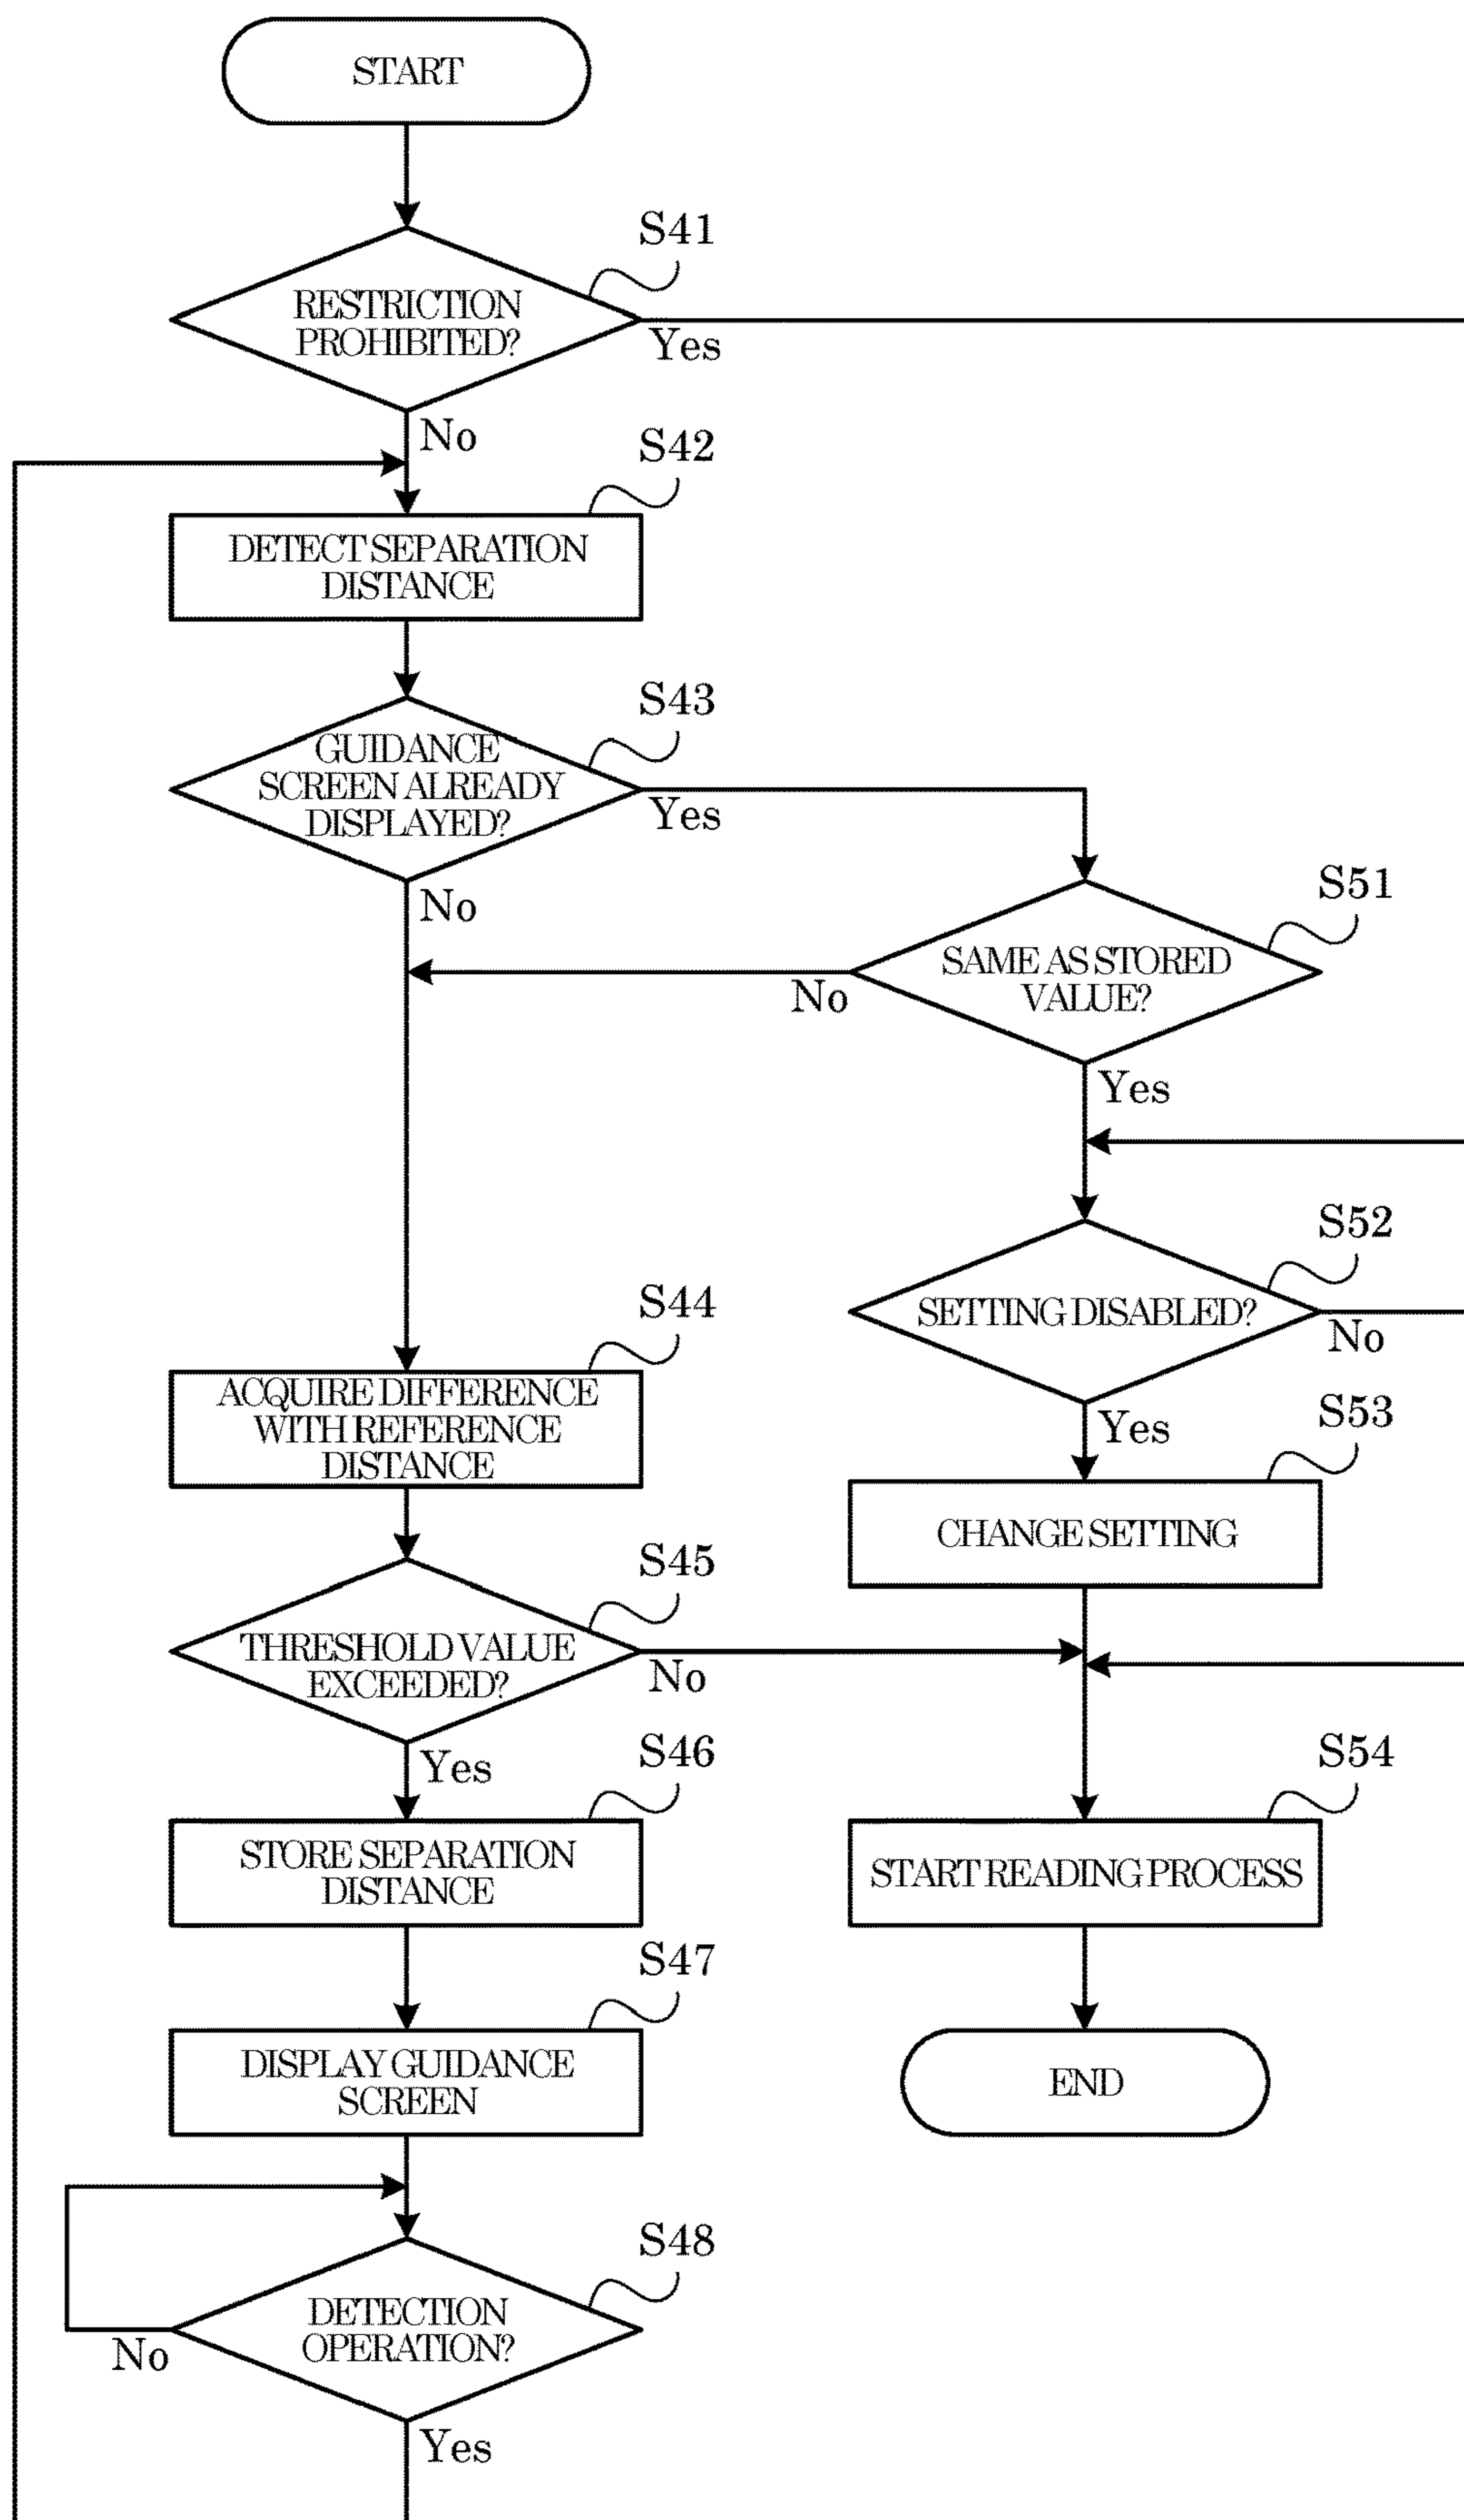 START
S41
RESTRICTION
PROHIBITED?
Yes
No
S42
DETECT SEPARATION
DISTANCE
S43
GUIDANCE
SCREEN ALREADY
DISPLAYED?
Yes
No
S51
SAME AS STORED
VALUE?
No
Yes
S52
SETTING DISABLED?
No
Yes
S44
ACQUIRE DIFFERENCE
WITH REFERENCE
DISTANCE
S53
CHANGE SETTING
S45
THRESHOLD VALUE
EXCEEDED?
No
Yes
S46
STORE SEPARATION
DISTANCE
S54
START READING PROCESS
S47
DISPLAY GUIDANCE
SCREEN
END
S48
DETECTION
OPERATION?
No
Yes